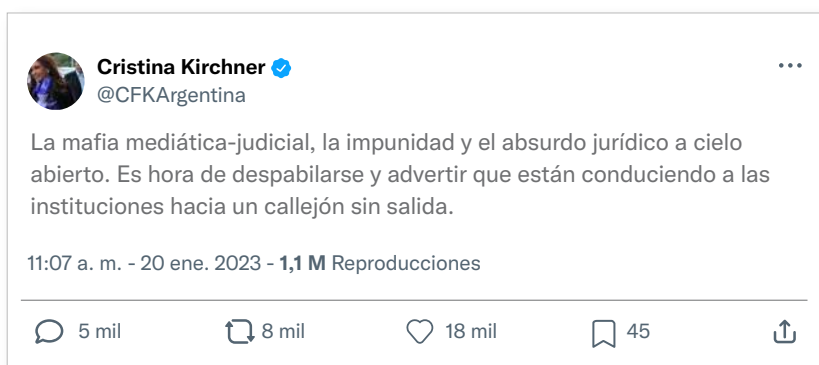 Cristina Kirchner
@CFKArgentina
La mafia mediática-judicial, la impunidad y el absurdo jurídico a cielo
abierto. Es hora de despabilarse y advertir que están conduciendo a las
instituciones hacia un callejón sin salida.
11:07 a. m. - 20 ene. 2023 - 1,1 M Reproducciones
5 mil 8 mil 18 mil 45